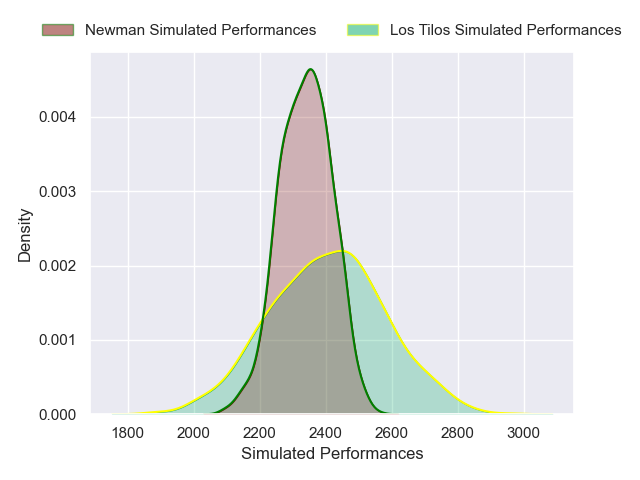 Newman Simulated Performances Los Tilos Simulated Performances
0.004
0.003
0.002
0.001
0.000
Density
1800 2000 2200 2400 2600 2800 3000
Simulated Performances